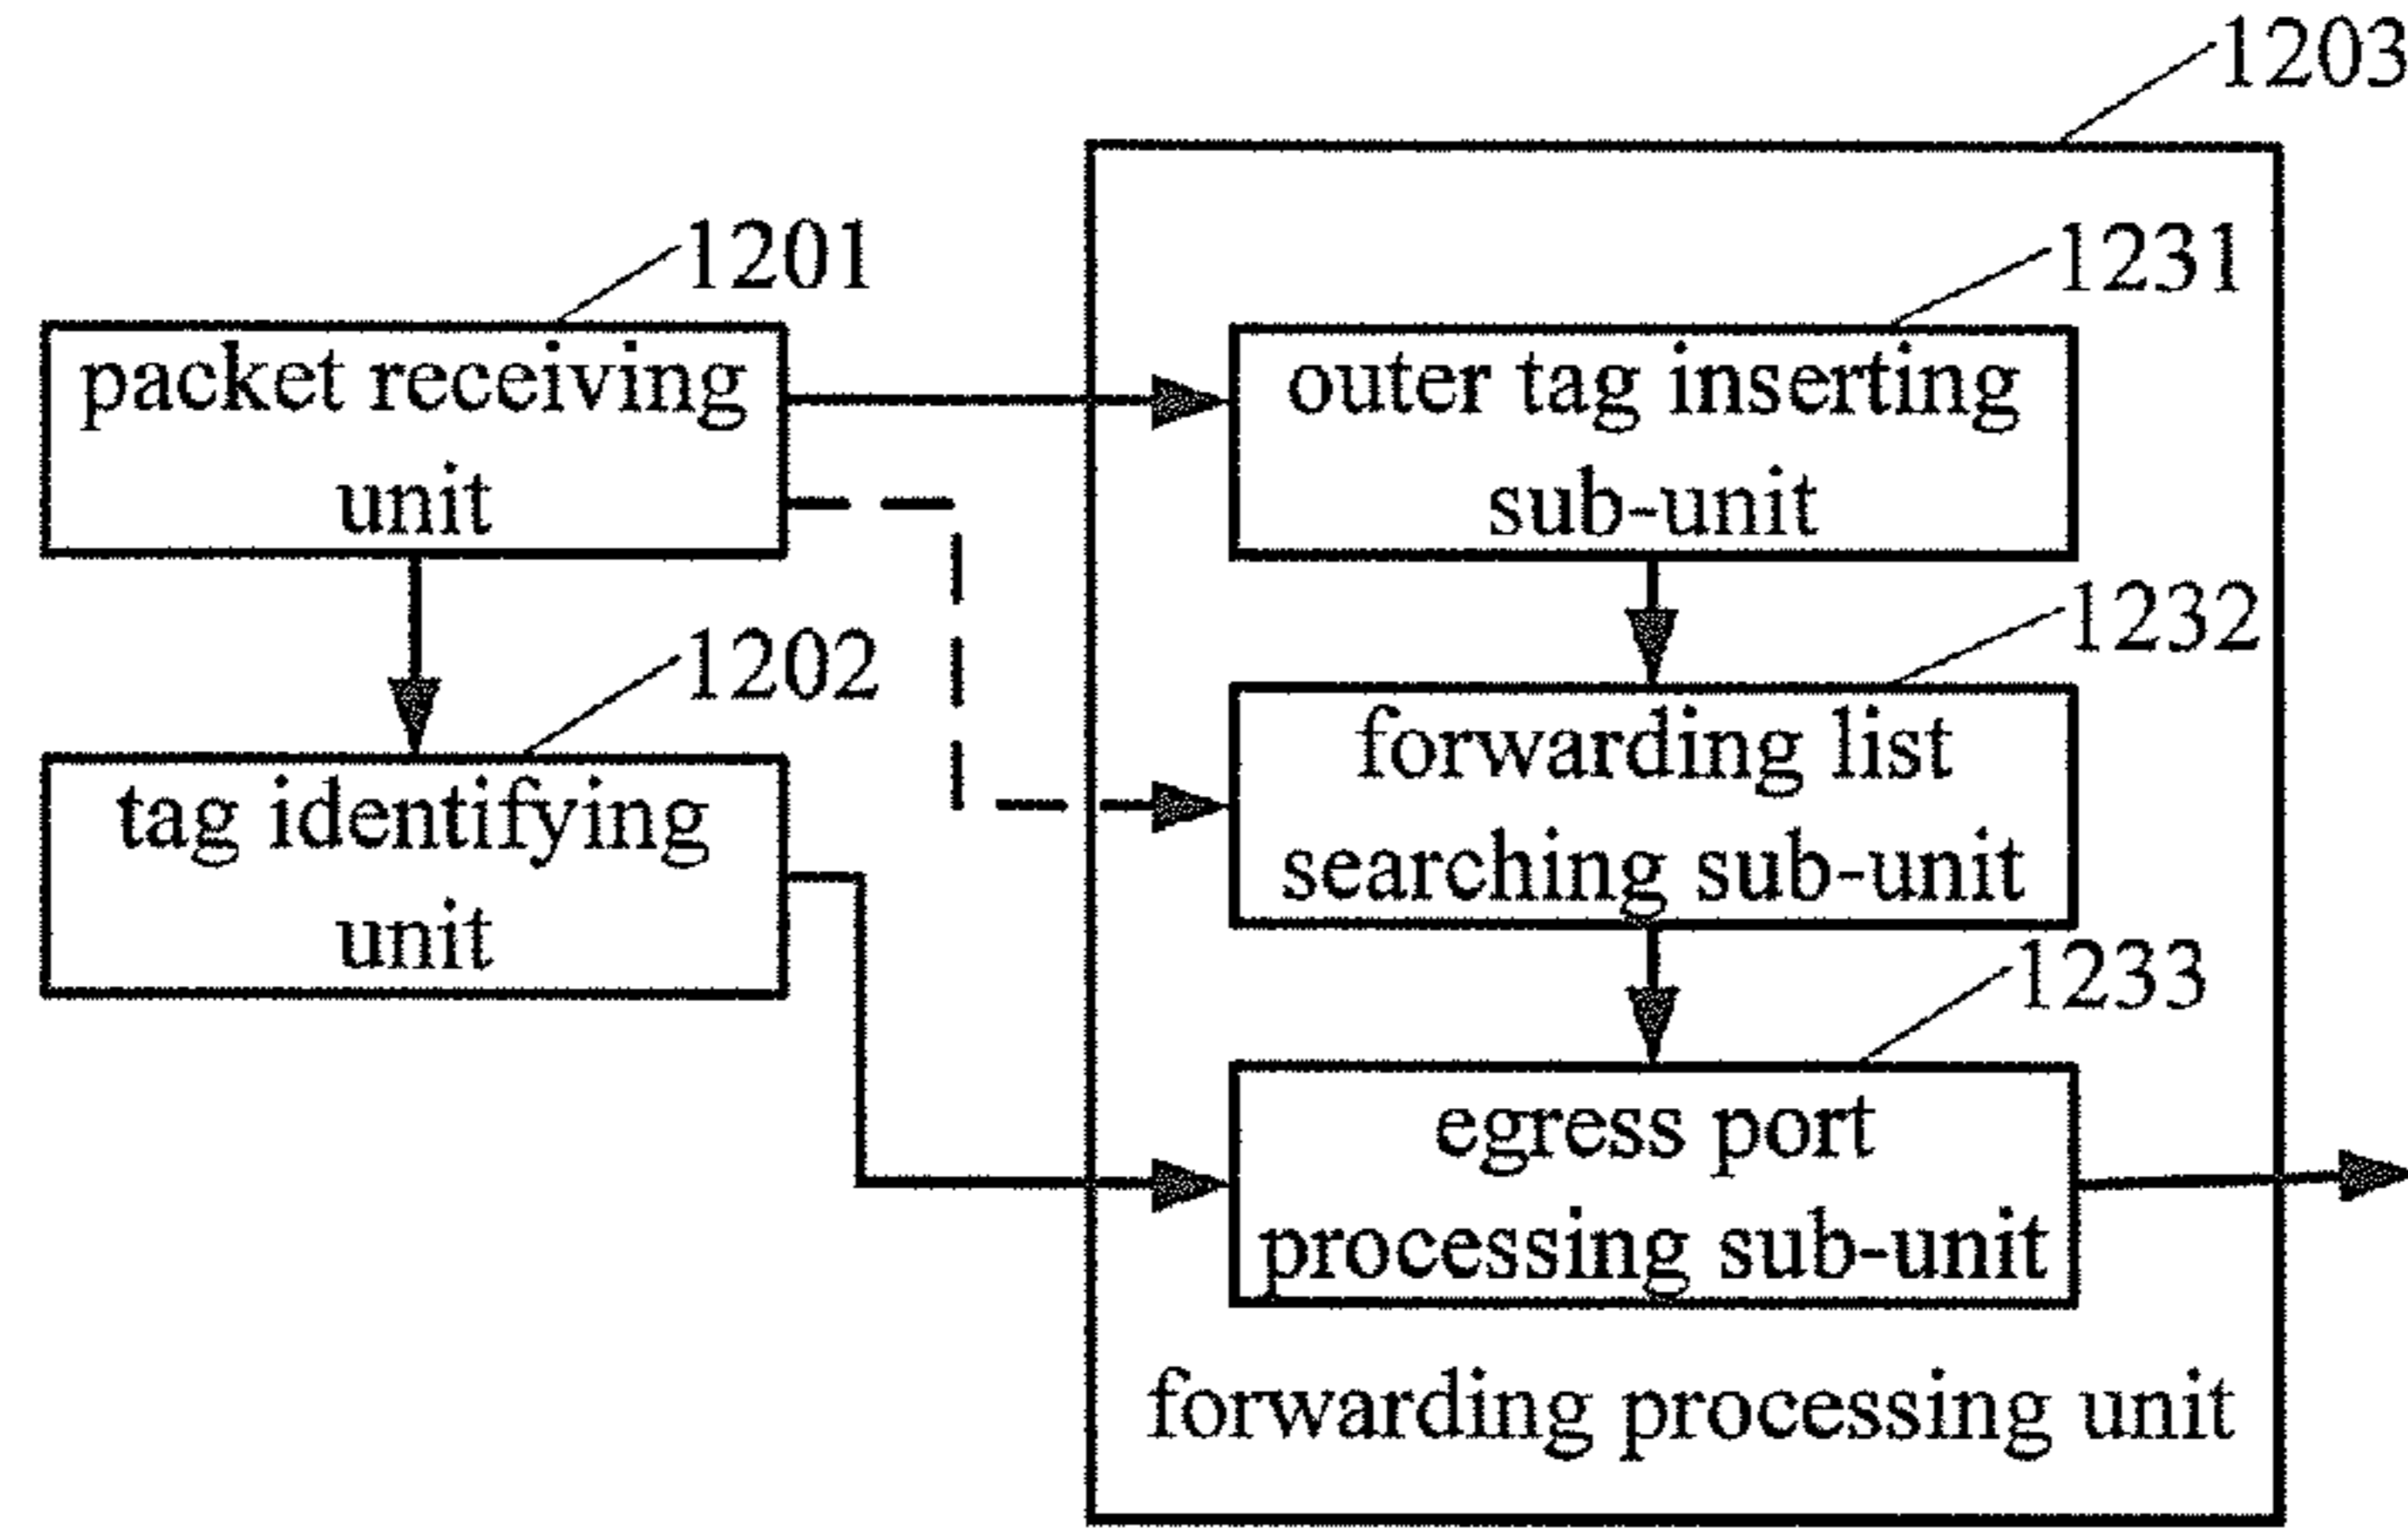 1203
1201
1231
packet receiving
unit
outer tag inserting
sub-unit
1202
1232
tag identifying
unit
forwarding list
searching sub-unit
1233
egress port
processing sub-unit
forwarding processing unit